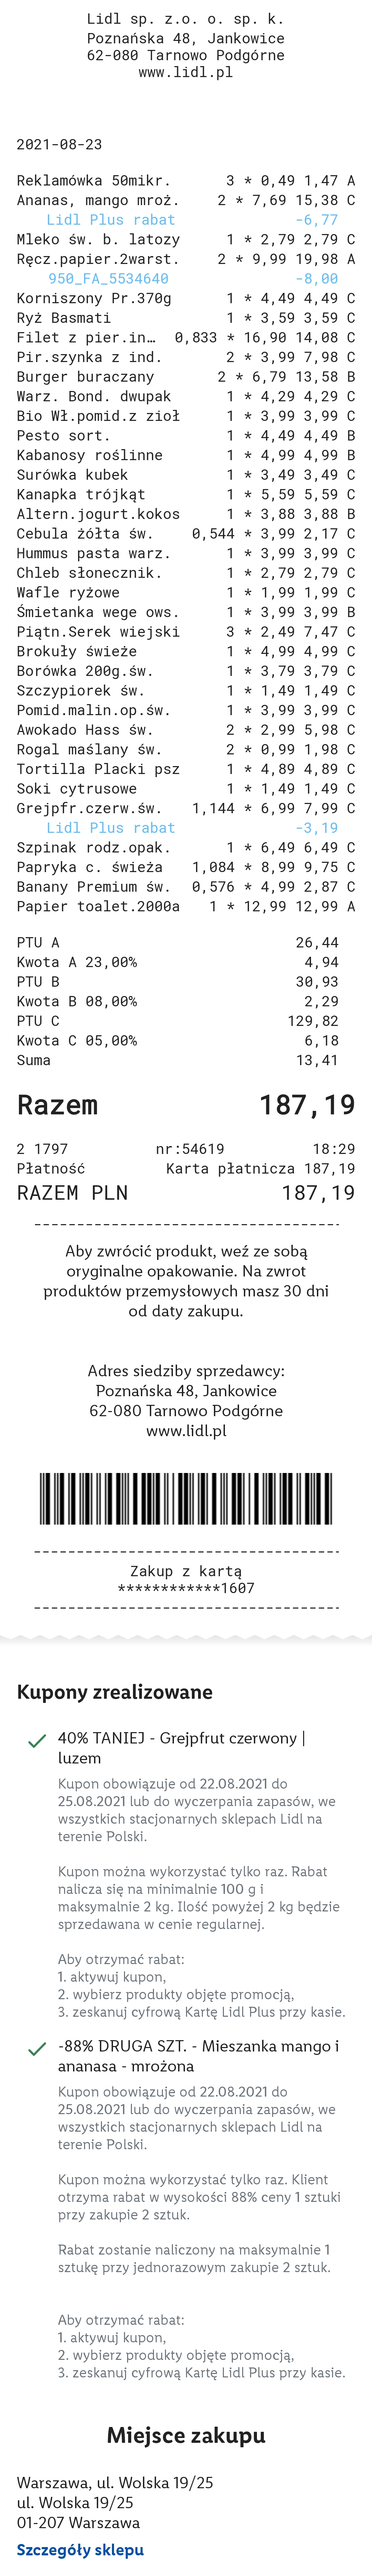 Lidl sp. z.o. o. sp. k.
Poznańska 48, Jankowice
62-080 Tarnowo Podgórne
www.lidl.pl
2021-08-23
Reklamówka 50mikr. 3 * 0,49 1,47 A
Ananas, mango mroż. 2 * 7,69 15,38 C
Lidl Plus rabat -6,77
Mleko św. b. latozy 1 * 2,79 2,79 C
Ręcz.papier.2warst. 2 * 9,99 19,98 A
950_FA_5534640 -8,00
Korniszony Pr.370g 1 * 4,49 4,49 C
Ryż Basmati 1 * 3,59 3,59 C
Filet z pier.in… 0,833 * 16,90 14,08 C
Pir.szynka z ind. 2 * 3,99 7,98 C
Burger buraczany 2 * 6,79 13,58 B
Warz. Bond. dwupak 1 * 4,29 4,29 C
Bio Wł.pomid.z zioł 1 * 3,99 3,99 C
Pesto sort. 1 * 4,49 4,49 B
Kabanosy roślinne 1 * 4,99 4,99 B
Surówka kubek 1 * 3,49 3,49 C
Kanapka trójkąt 1 * 5,59 5,59 C
Altern.jogurt.kokos 1 * 3,88 3,88 B
Cebula żółta św. 0,544 * 3,99 2,17 C
Hummus pasta warz. 1 * 3,99 3,99 C
Chleb słonecznik. 1 * 2,79 2,79 C
Wafle ryżowe 1 * 1,99 1,99 C
Śmietanka wege ows. 1 * 3,99 3,99 B
Piątn.Serek wiejski 3 * 2,49 7,47 C
Brokuły świeże 1 * 4,99 4,99 C
Borówka 200g.św. 1 * 3,79 3,79 C
Szczypiorek św. 1 * 1,49 1,49 C
Pomid.malin.op.św. 1 * 3,99 3,99 C
Awokado Hass św. 2 * 2,99 5,98 C
Rogal maślany św. 2 * 0,99 1,98 C
Tortilla Placki psz 1 * 4,89 4,89 C
Soki cytrusowe 1 * 1,49 1,49 C
Grejpfr.czerw.św. 1,144 * 6,99 7,99 C
Lidl Plus rabat -3,19
Szpinak rodz.opak. 1 * 6,49 6,49 C
Papryka c. świeża 1,084 * 8,99 9,75 C
Banany Premium św. 0,576 * 4,99 2,87 C
Papier toalet.2000a 1 * 12,99 12,99 A
PTU A 26,44
Kwota A 23,00% 4,94
PTU B 30,93
Kwota B 08,00% 2,29
PTU C 129,82
Kwota C 05,00% 6,18
Suma 13,41
Razem 187,19
2 1797 nr:54619 18:29
Płatność Karta płatnicza 187,19
RAZEM PLN 187,19
Aby zwrócić produkt, weź ze sobą
oryginalne opakowanie. Na zwrot
produktów przemysłowych masz 30 dni
od daty zakupu.
Adres siedziby sprzedawcy:
Poznańska 48, Jankowice
62-080 Tarnowo Podgórne
www.lidl.pl
Zakup z kartą
************1607
Kupony zrealizowane
40% TANIEJ - Grejpfrut czerwony |
luzem
Kupon obowiązuje od 22.08.2021 do
25.08.2021 lub do wyczerpania zapasów, we
wszystkich stacjonarnych sklepach Lidl na
terenie Polski.
Kupon można wykorzystać tylko raz. Rabat
nalicza się na minimalnie 100 g i
maksymalnie 2 kg. Ilość powyżej 2 kg będzie
sprzedawana w cenie regularnej.
Aby otrzymać rabat:
1. aktywuj kupon,
2. wybierz produkty objęte promocją,
3. zeskanuj cyfrową Kartę Lidl Plus przy kasie.
-88% DRUGA SZT. - Mieszanka mango i
ananasa - mrożona
Kupon obowiązuje od 22.08.2021 do
25.08.2021 lub do wyczerpania zapasów, we
wszystkich stacjonarnych sklepach Lidl na
terenie Polski.
Kupon można wykorzystać tylko raz. Klient
otrzyma rabat w wysokości 88% ceny 1 sztuki
przy zakupie 2 sztuk.
Rabat zostanie naliczony na maksymalnie 1
sztukę przy jednorazowym zakupie 2 sztuk.
Aby otrzymać rabat:
1. aktywuj kupon,
2. wybierz produkty objęte promocją,
3. zeskanuj cyfrową Kartę Lidl Plus przy kasie.
Miejsce zakupu
Warszawa, ul. Wolska 19/25
ul. Wolska 19/25
01-207 Warszawa
Szczegóły sklepu